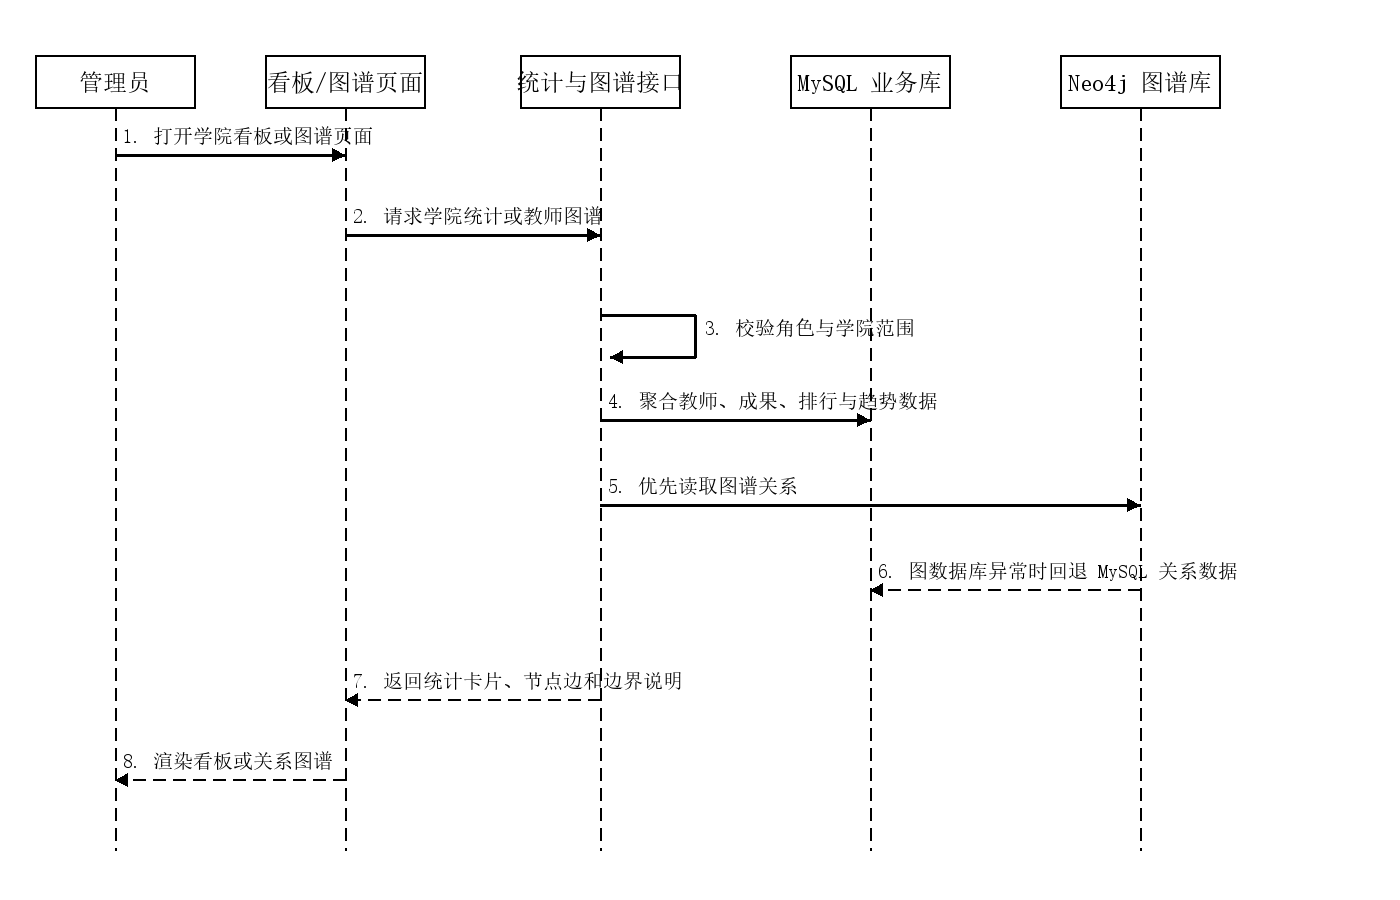 管理员
看板/图谱页面
统计与图谱接口
MySQL 业务库
Neo4j 图谱库
1. 打开学院看板或图谱页面
2. 请求学院统计或教师图谱
3. 校验角色与学院范围
4. 聚合教师、成果、排行与趋势数据
5. 优先读取图谱关系
6. 图数据库异常时回退 MySQL 关系数据
7. 返回统计卡片、节点边和边界说明
8. 渲染看板或关系图谱